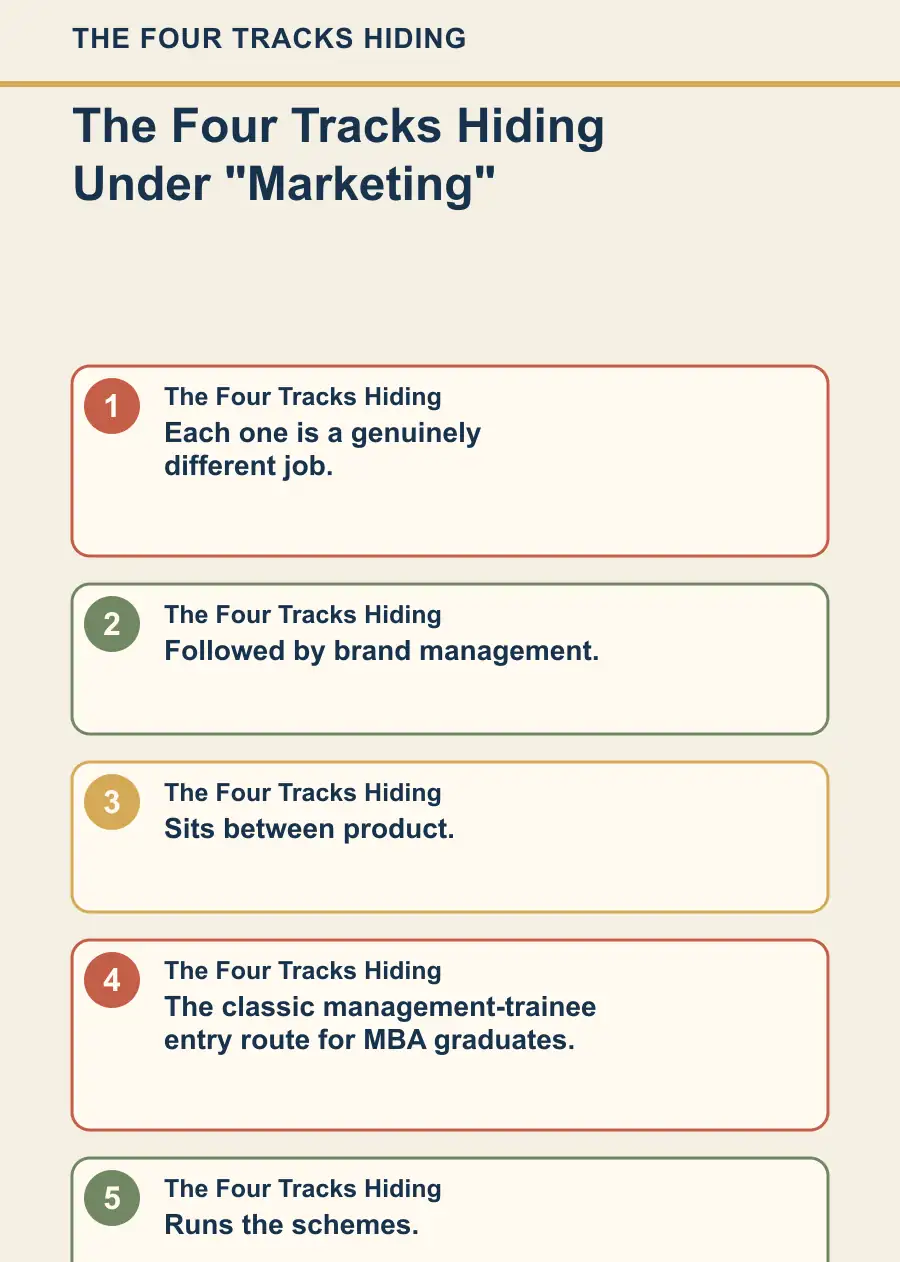 THE FOUR TRACKS HIDING
The Four Tracks Hiding
Under "Marketing"
1
The Four Tracks Hiding
Each one is a genuinely
different job.
2
The Four Tracks Hiding
Followed by brand management.
3
The Four Tracks Hiding
Sits between product.
4
The Four Tracks Hiding
The classic management-trainee
entry route for MBA graduates.
5
The Four Tracks Hiding
Runs the schemes.